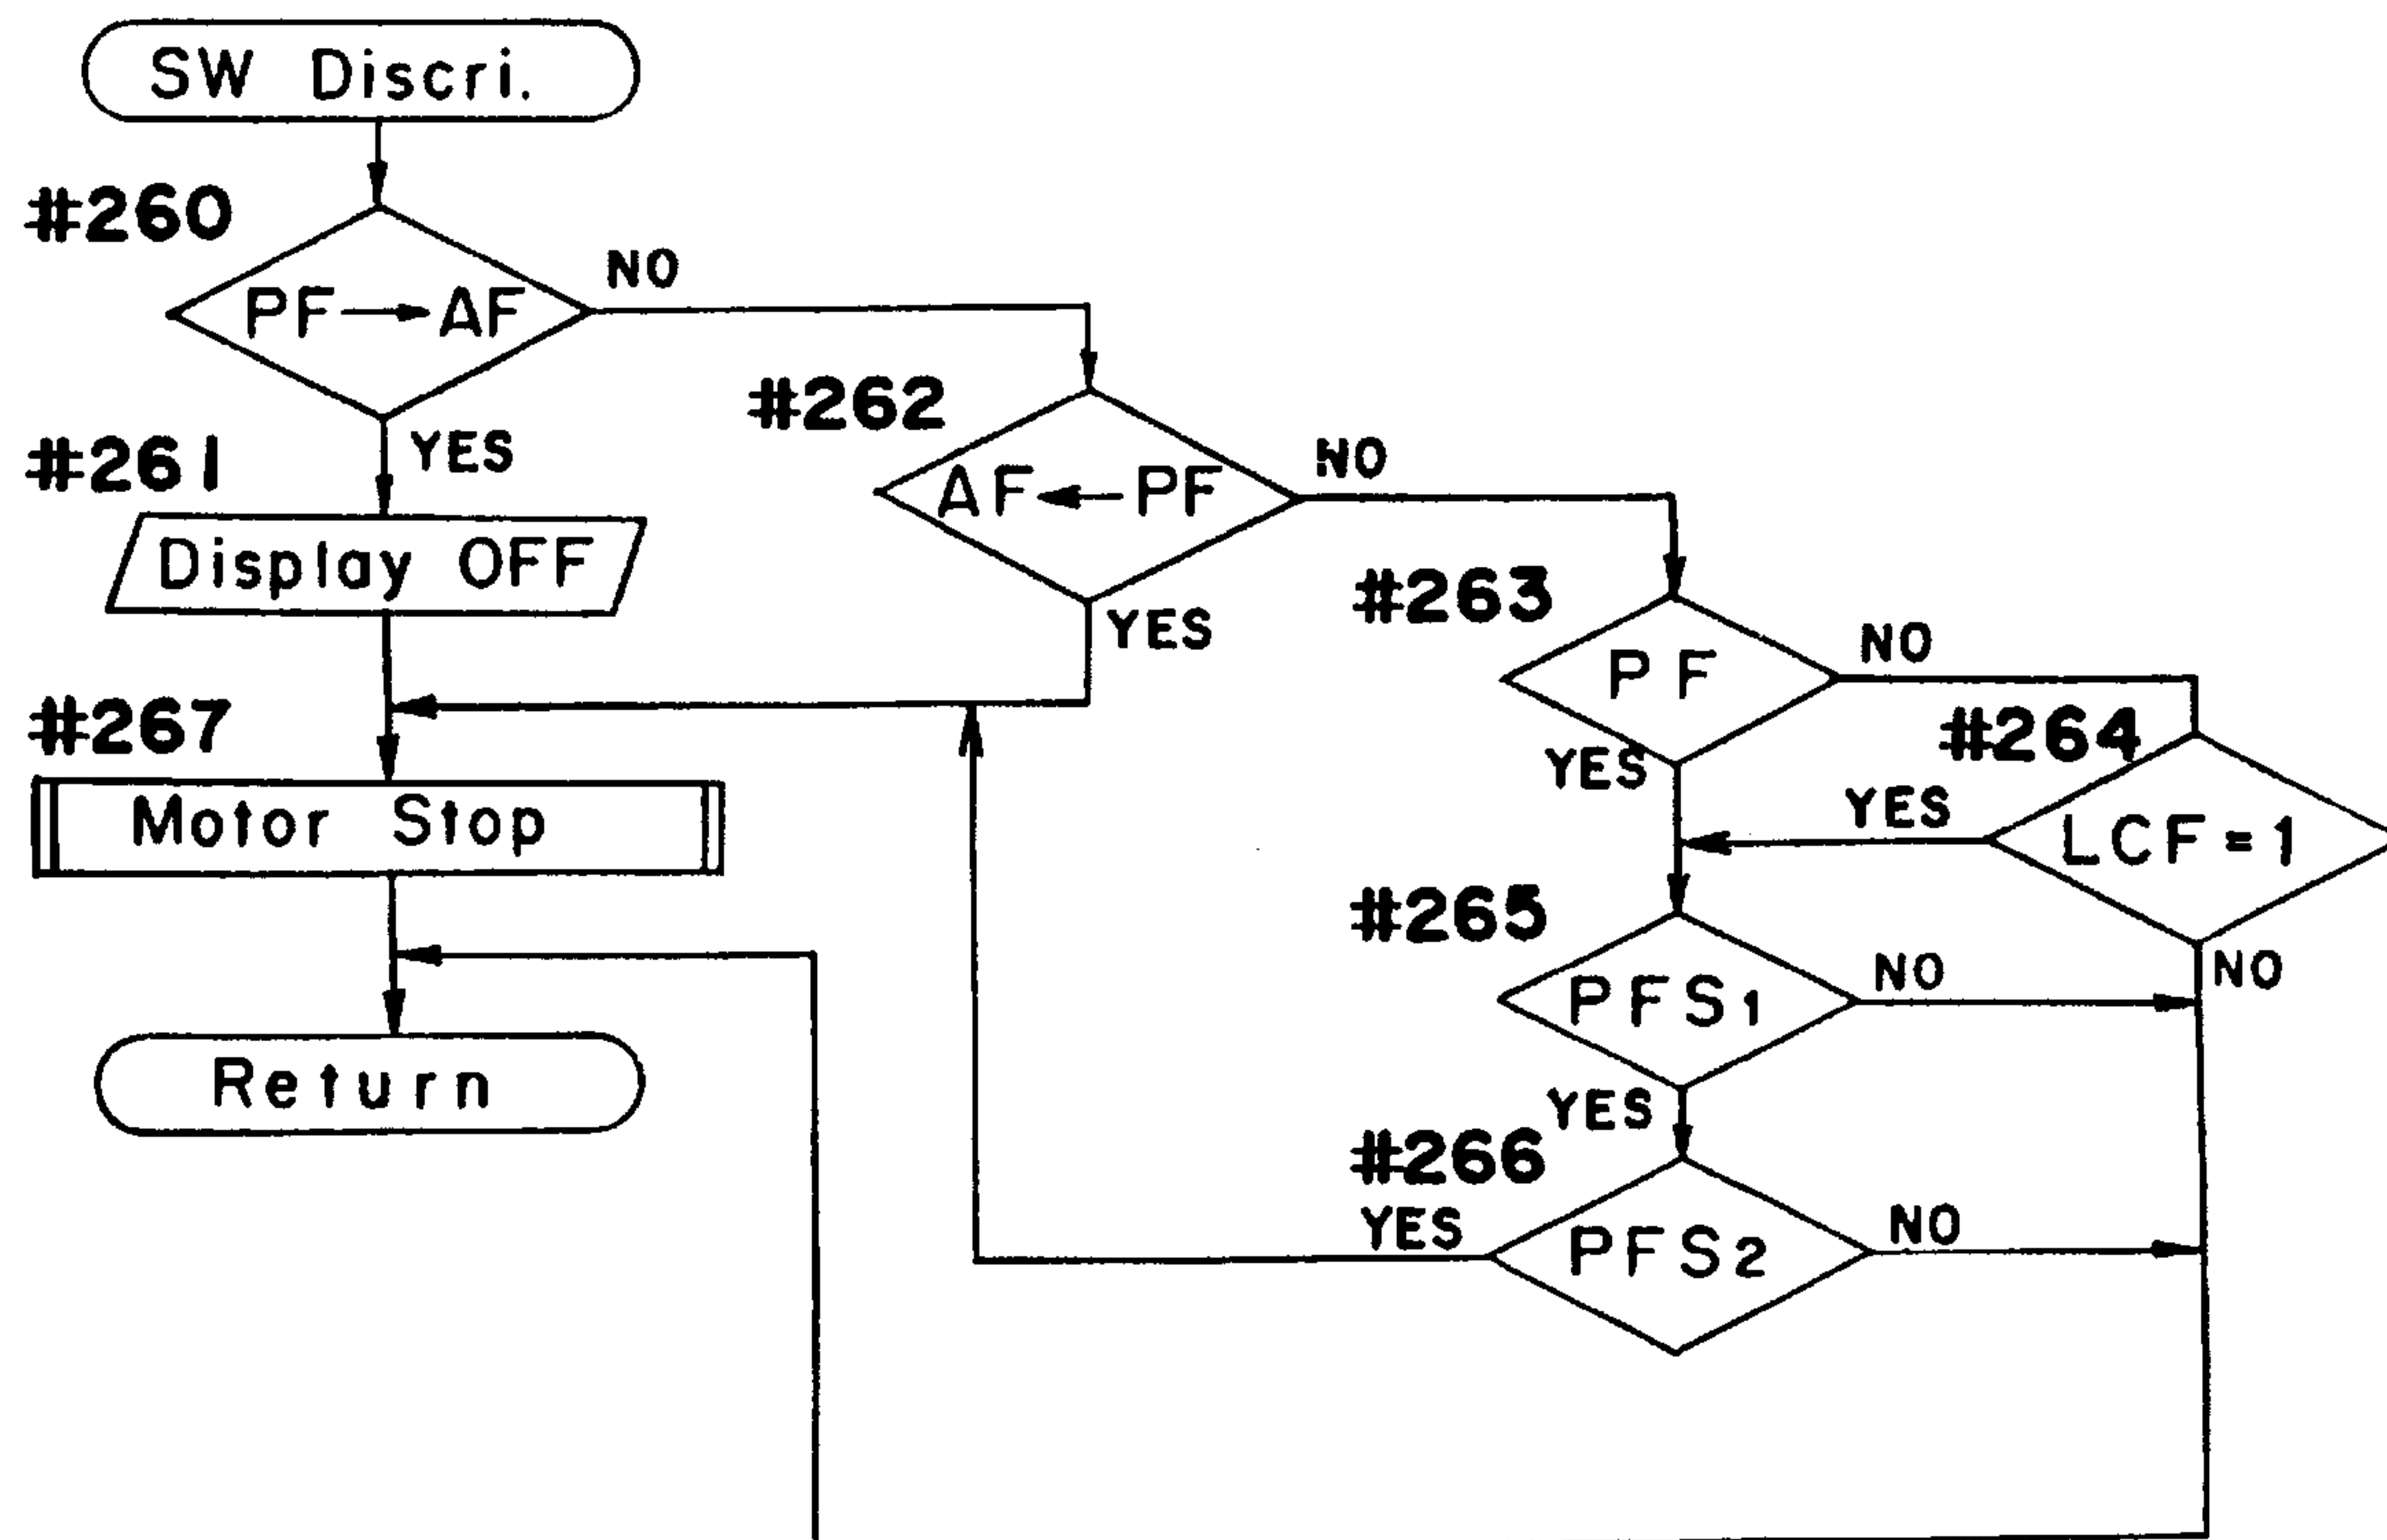 SW Discri.
#260
PF→AF
NO
YES
#261
Display OFF
#262
AF←PF
NO
YES
#263
PF
NO
YES
#264
LCF=1
YES
NO
#265
PFS1
NO
YES
#266
PFS2
YES
NO
#267
Motor Stop
Return